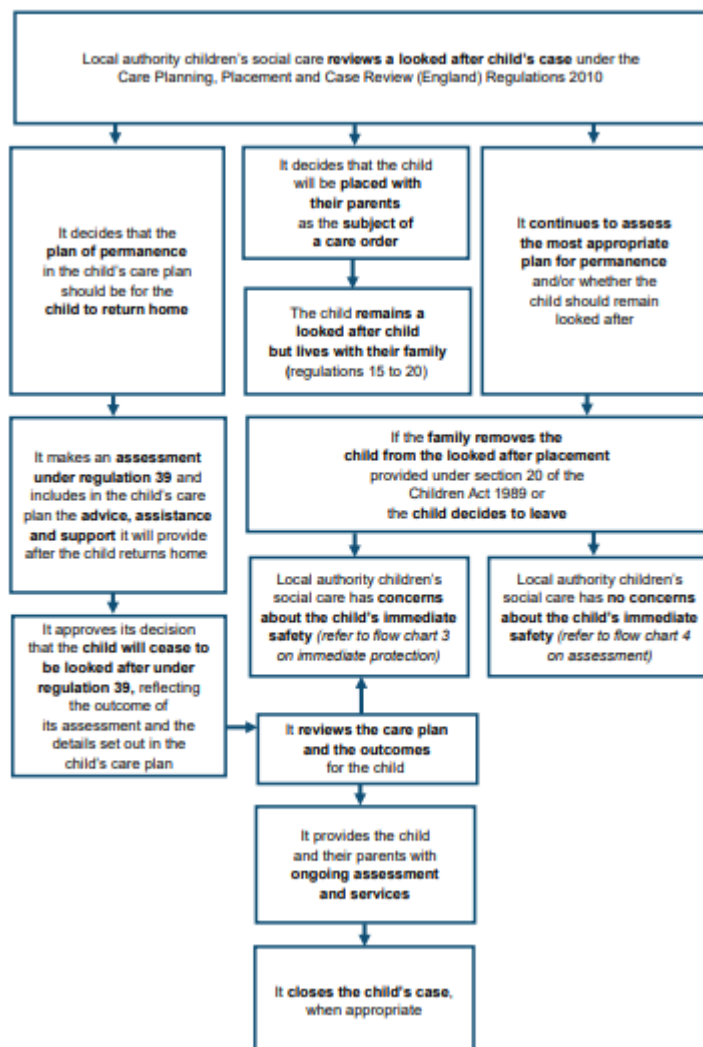 Local authority children's social care reviews a looked after child's case under the
Care Planning, Placement and Case Review (England) Regulations 2010
It decides that the
plan of permanence
in the child's care plan
should be for the
child to return home
It decides that the child
will be placed with
their parents
as the subject of
a care order
It continues to assess
the most appropriate
plan for permanence
and/or whether the
child should remain
looked after
The child remains a
looked after child
but lives with their family
(regulations 15 to 20)
It makes an assessment
under regulation 39 and
includes in the child's care
plan the advice, assistance
and support it will provide
after the child returns home
If the family removes the
child from the looked after placement
provided under section 20 of the
Children Act 1989 or
the child decides to leave
Local authority children's
social care has concerns
about the child's immediate
safety (refer to flow chart 3
on immediate protection)
Local authority children's
social care has no concerns
about the child's immediate
safety (refer to flow chart 4
on assessment)
It approves its decision
that the child will cease to
be looked after under
regulation 39, reflecting
the outcome of
its assessment and the
details set out in the
child's care plan
It reviews the care plan
and the outcomes
for the child
It provides the child
and their parents with
ongoing assessment
and services
It closes the child's case,
when appropriate